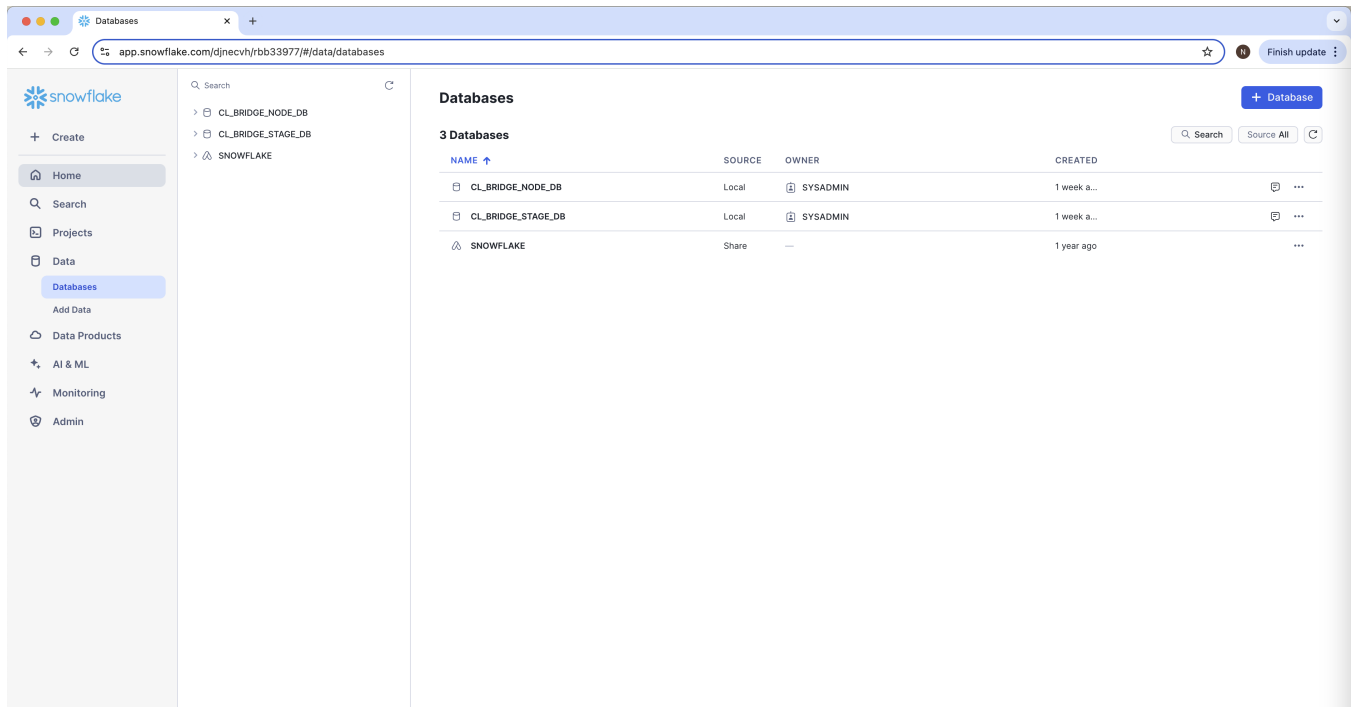 Databases
app.snowflake.com/djnecvh/rbb33977/#/data/databases
N
Finish update
snowflake
Create
Home
Search
Projects
Data
Databases
Add Data
Data Products
AI & ML
Monitoring
Admin
Search
CL_BRIDGE_NODE_DB
CL_BRIDGE_STAGE_DB
SNOWFLAKE
Databases
+ Database
3 Databases
Search
Source All
NAME SOURCE OWNER CREATED
CL_BRIDGE_NODE_DB Local SYSADMIN 1 week a...
CL_BRIDGE_STAGE_DB Local SYSADMIN 1 week a...
SNOWFLAKE Share — 1 year ago